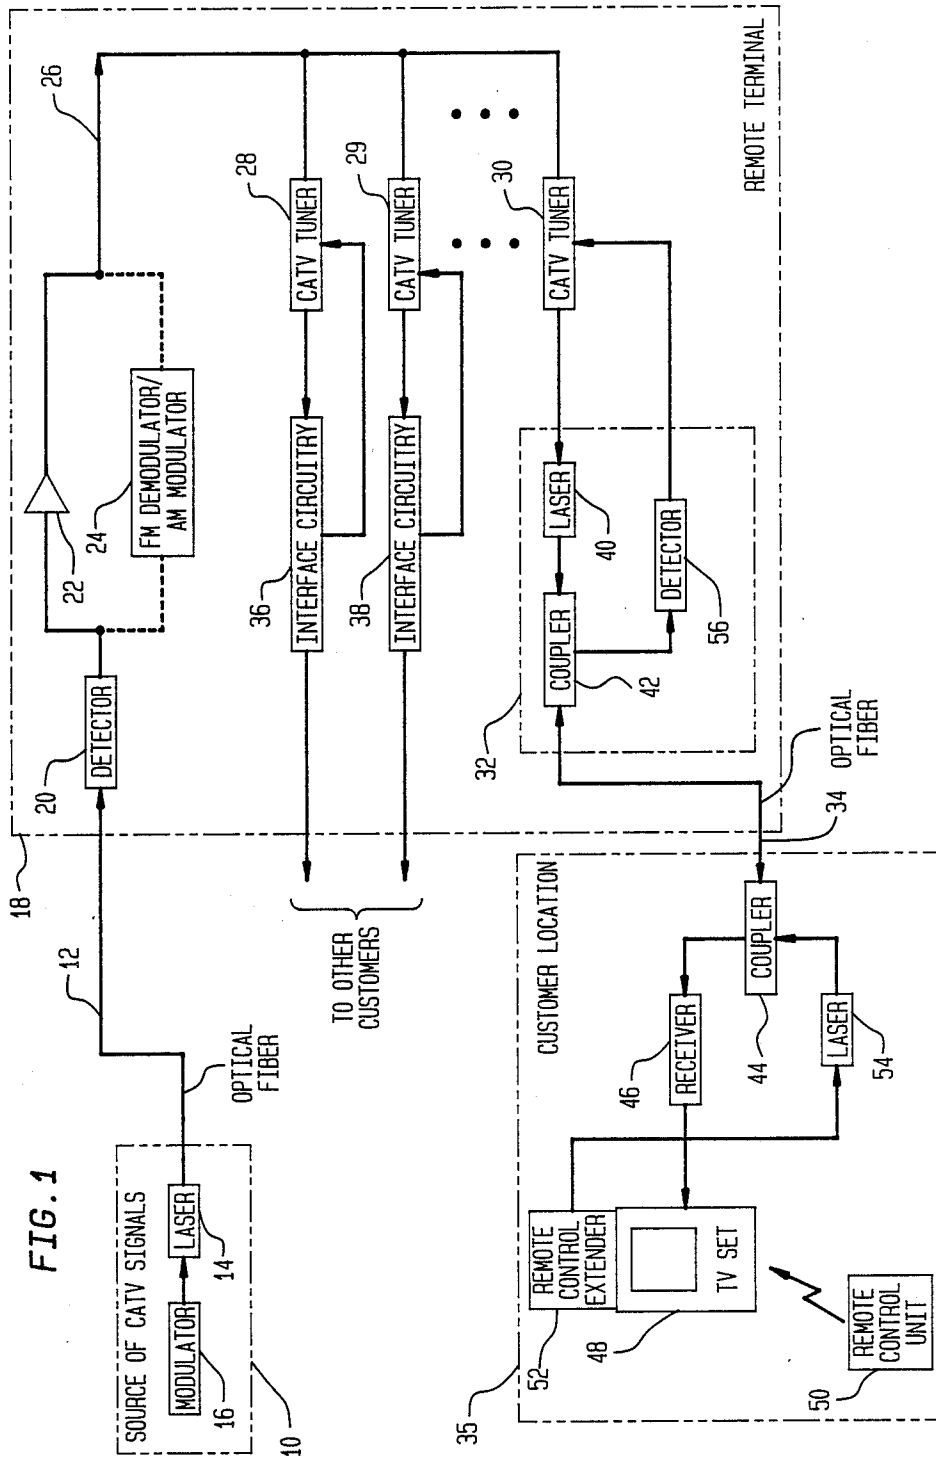 FIG. 1
SOURCE OF CATV SIGNALS
MODULATOR
LASER
16
14
10
OPTICAL
FIBER
12
18
20
DETECTOR
22
24
FM DEMODULATOR/
AM MODULATOR
26
TO OTHER
CUSTOMERS
36
INTERFACE CIRCUITRY
28
CATV TUNER
38
INTERFACE CIRCUITRY
29
CATV TUNER
30
CATV TUNER
32
COUPLER
42
LASER
40
DETECTOR
56
REMOTE TERMINAL
OPTICAL
FIBER
34
35
CUSTOMER LOCATION
52
REMOTE
CONTROL
EXTENDER
48
TV SET
46
RECEIVER
COUPLER
44
LASER
54
REMOTE
CONTROL
UNIT
50